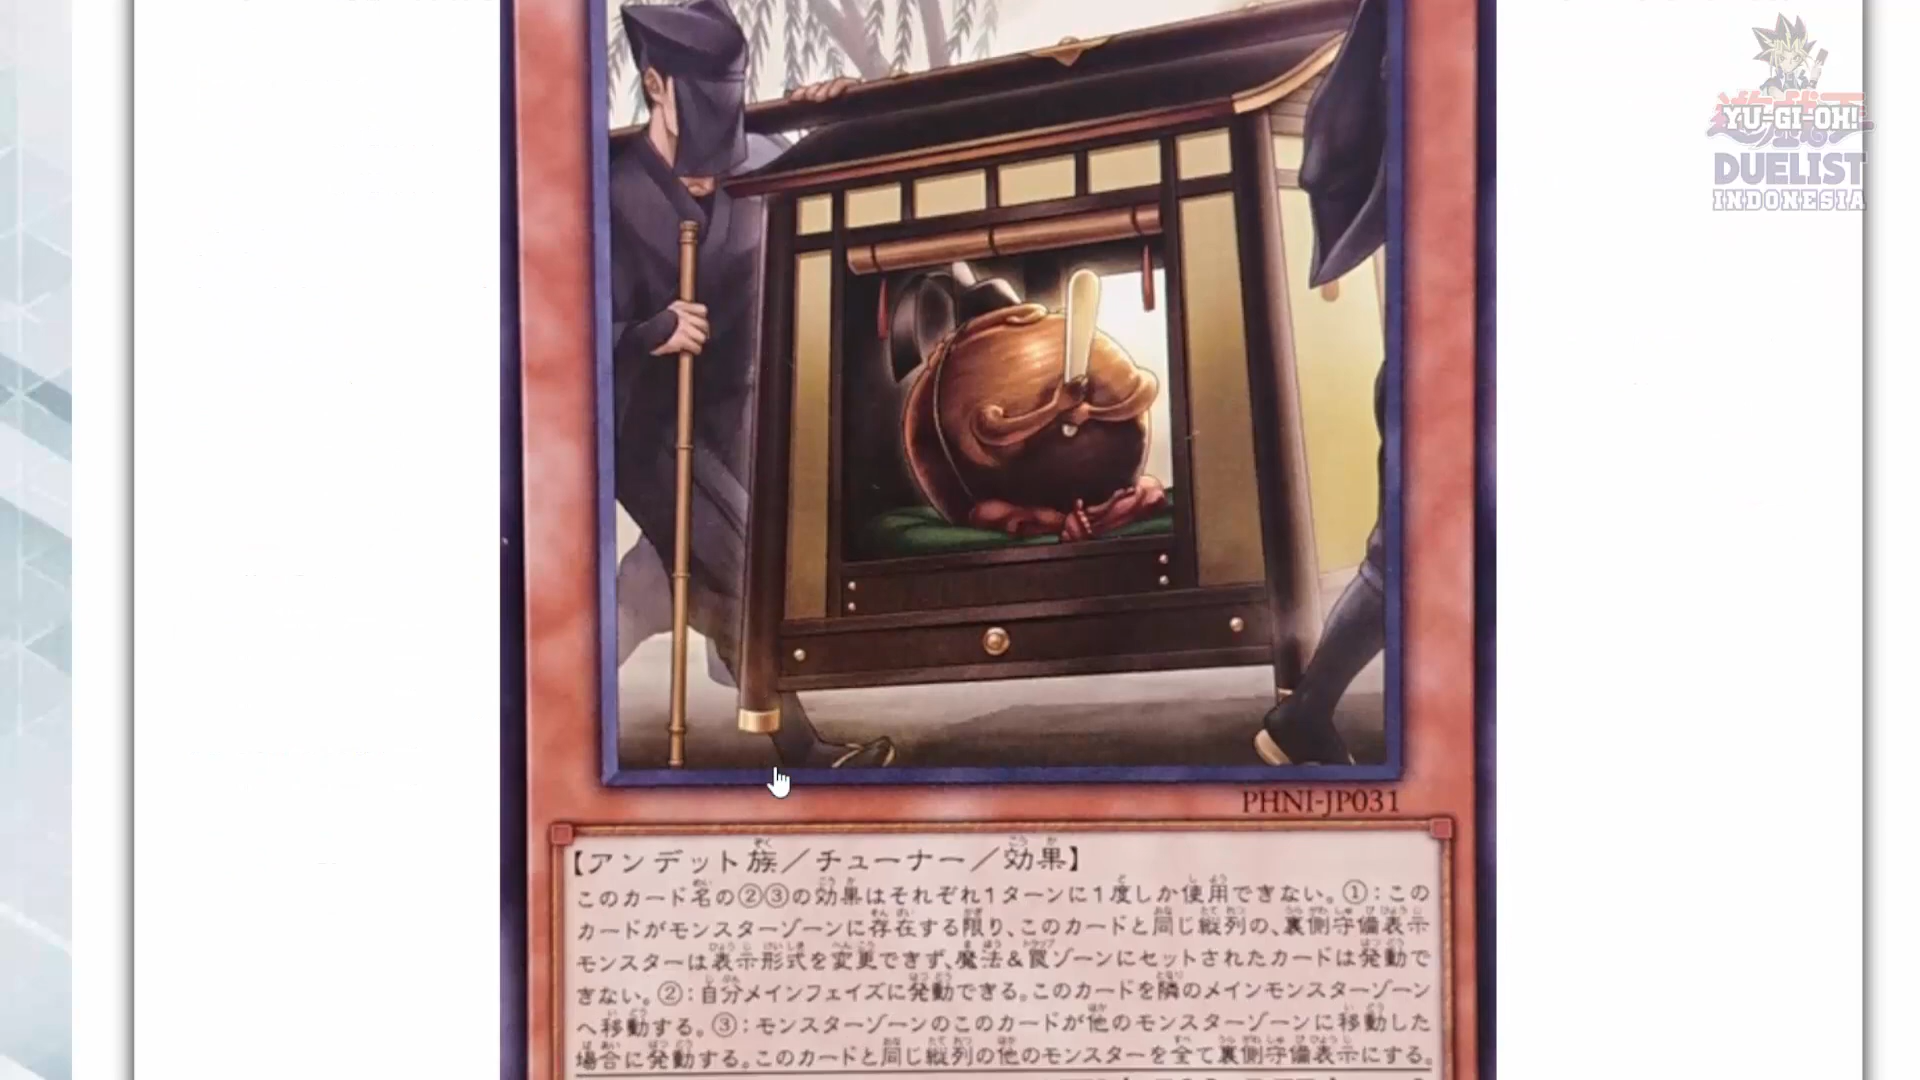 YU-GI-OH!
DUELIST
INDONESIA
PHNI-JP031
【アンデット族／チューナー／効果】
このカード名の②③の効果はそれぞれ1ターンに1度しか使用できない。①：この
カードがモンスターゾーンに存在する限り、このカードと同じ縦列の、裏側守備表示
モンスターは表示形式を変更できず、魔法＆罠ゾーンにセットされたカードは発動で
きない。②：自分メインフェイズに発動できる。このカードを隣のメインモンスターゾーン
へ移動する。③：モンスターゾーンのこのカードが他のモンスターゾーンに移動した
場合に発動する。このカードと同じ縦列の他のモンスターを全て裏側守備表示にする。